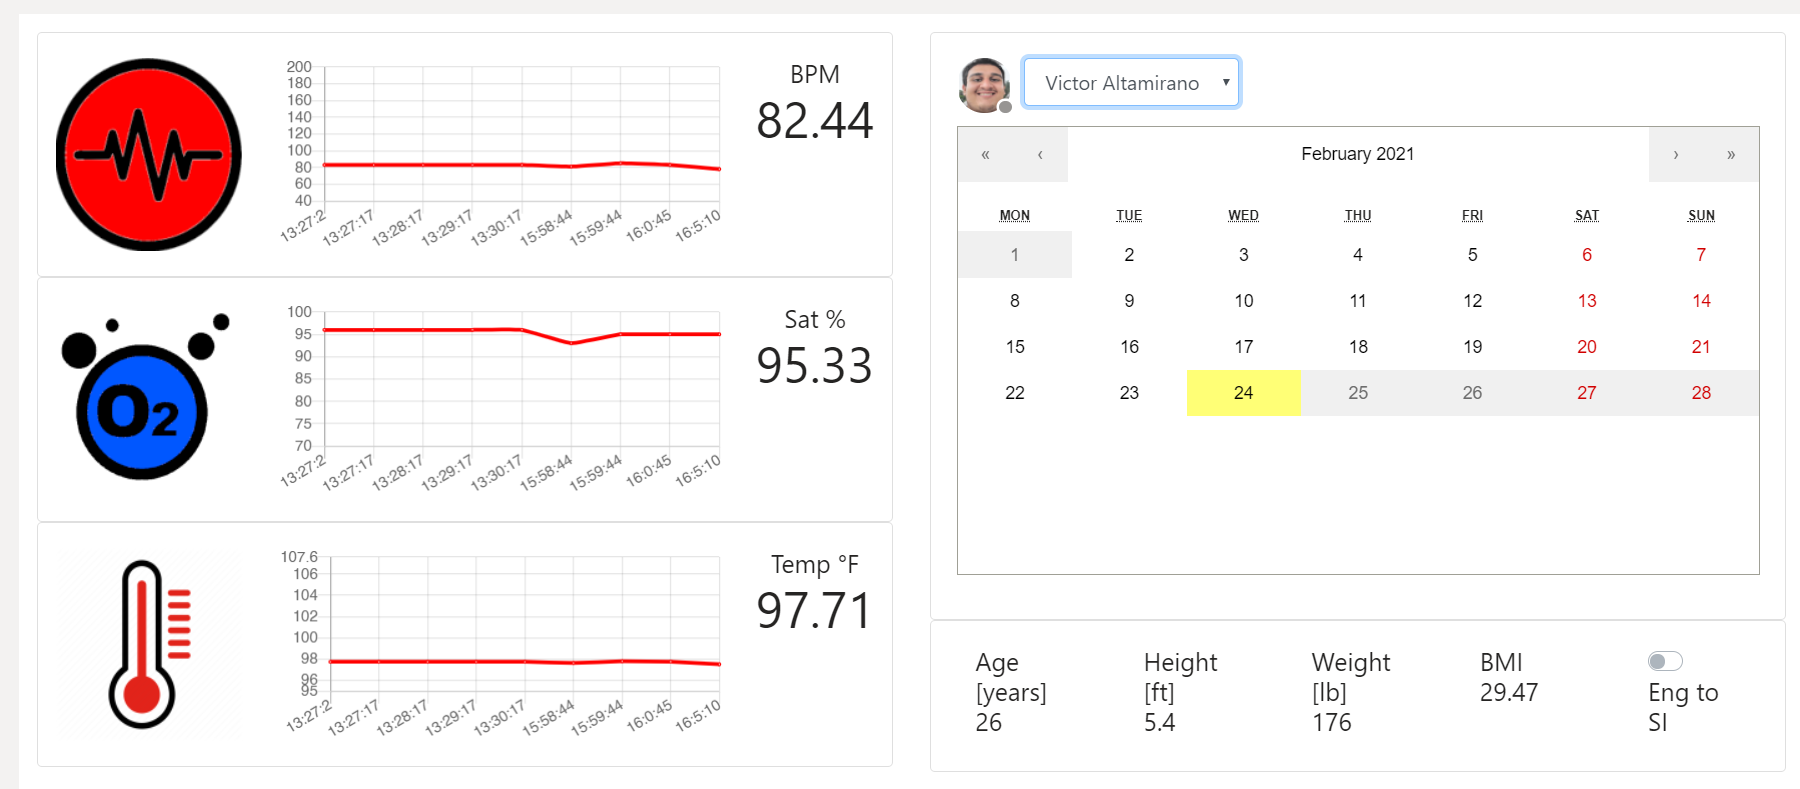 200
180
160
140
120
100
80
60
40
13:27:2
13:27:17
13:28:17
13:29:17
13:30:17
15:58:44
15:59:44
16:0:45
16:5:10
BPM
82.44
O2
100
95
90
85
80
75
70
13:27:2
13:27:17
13:28:17
13:29:17
13:30:17
15:58:44
15:59:44
16:0:45
16:5:10
Sat %
95.33
107.6
106
104
102
100
98
96
95
13:27:2
13:27:17
13:28:17
13:29:17
13:30:17
15:58:44
15:59:44
16:0:45
16:5:10
Temp °F
97.71
Victor Altamirano
« ‹ February 2021 › »
MON TUE WED THU FRI SAT SUN
1 2 3 4 5 6 7
8 9 10 11 12 13 14
15 16 17 18 19 20 21
22 23 24 25 26 27 28
Age
[years]
26
Height
[ft]
5.4
Weight
[lb]
176
BMI
29.47
Eng to
SI